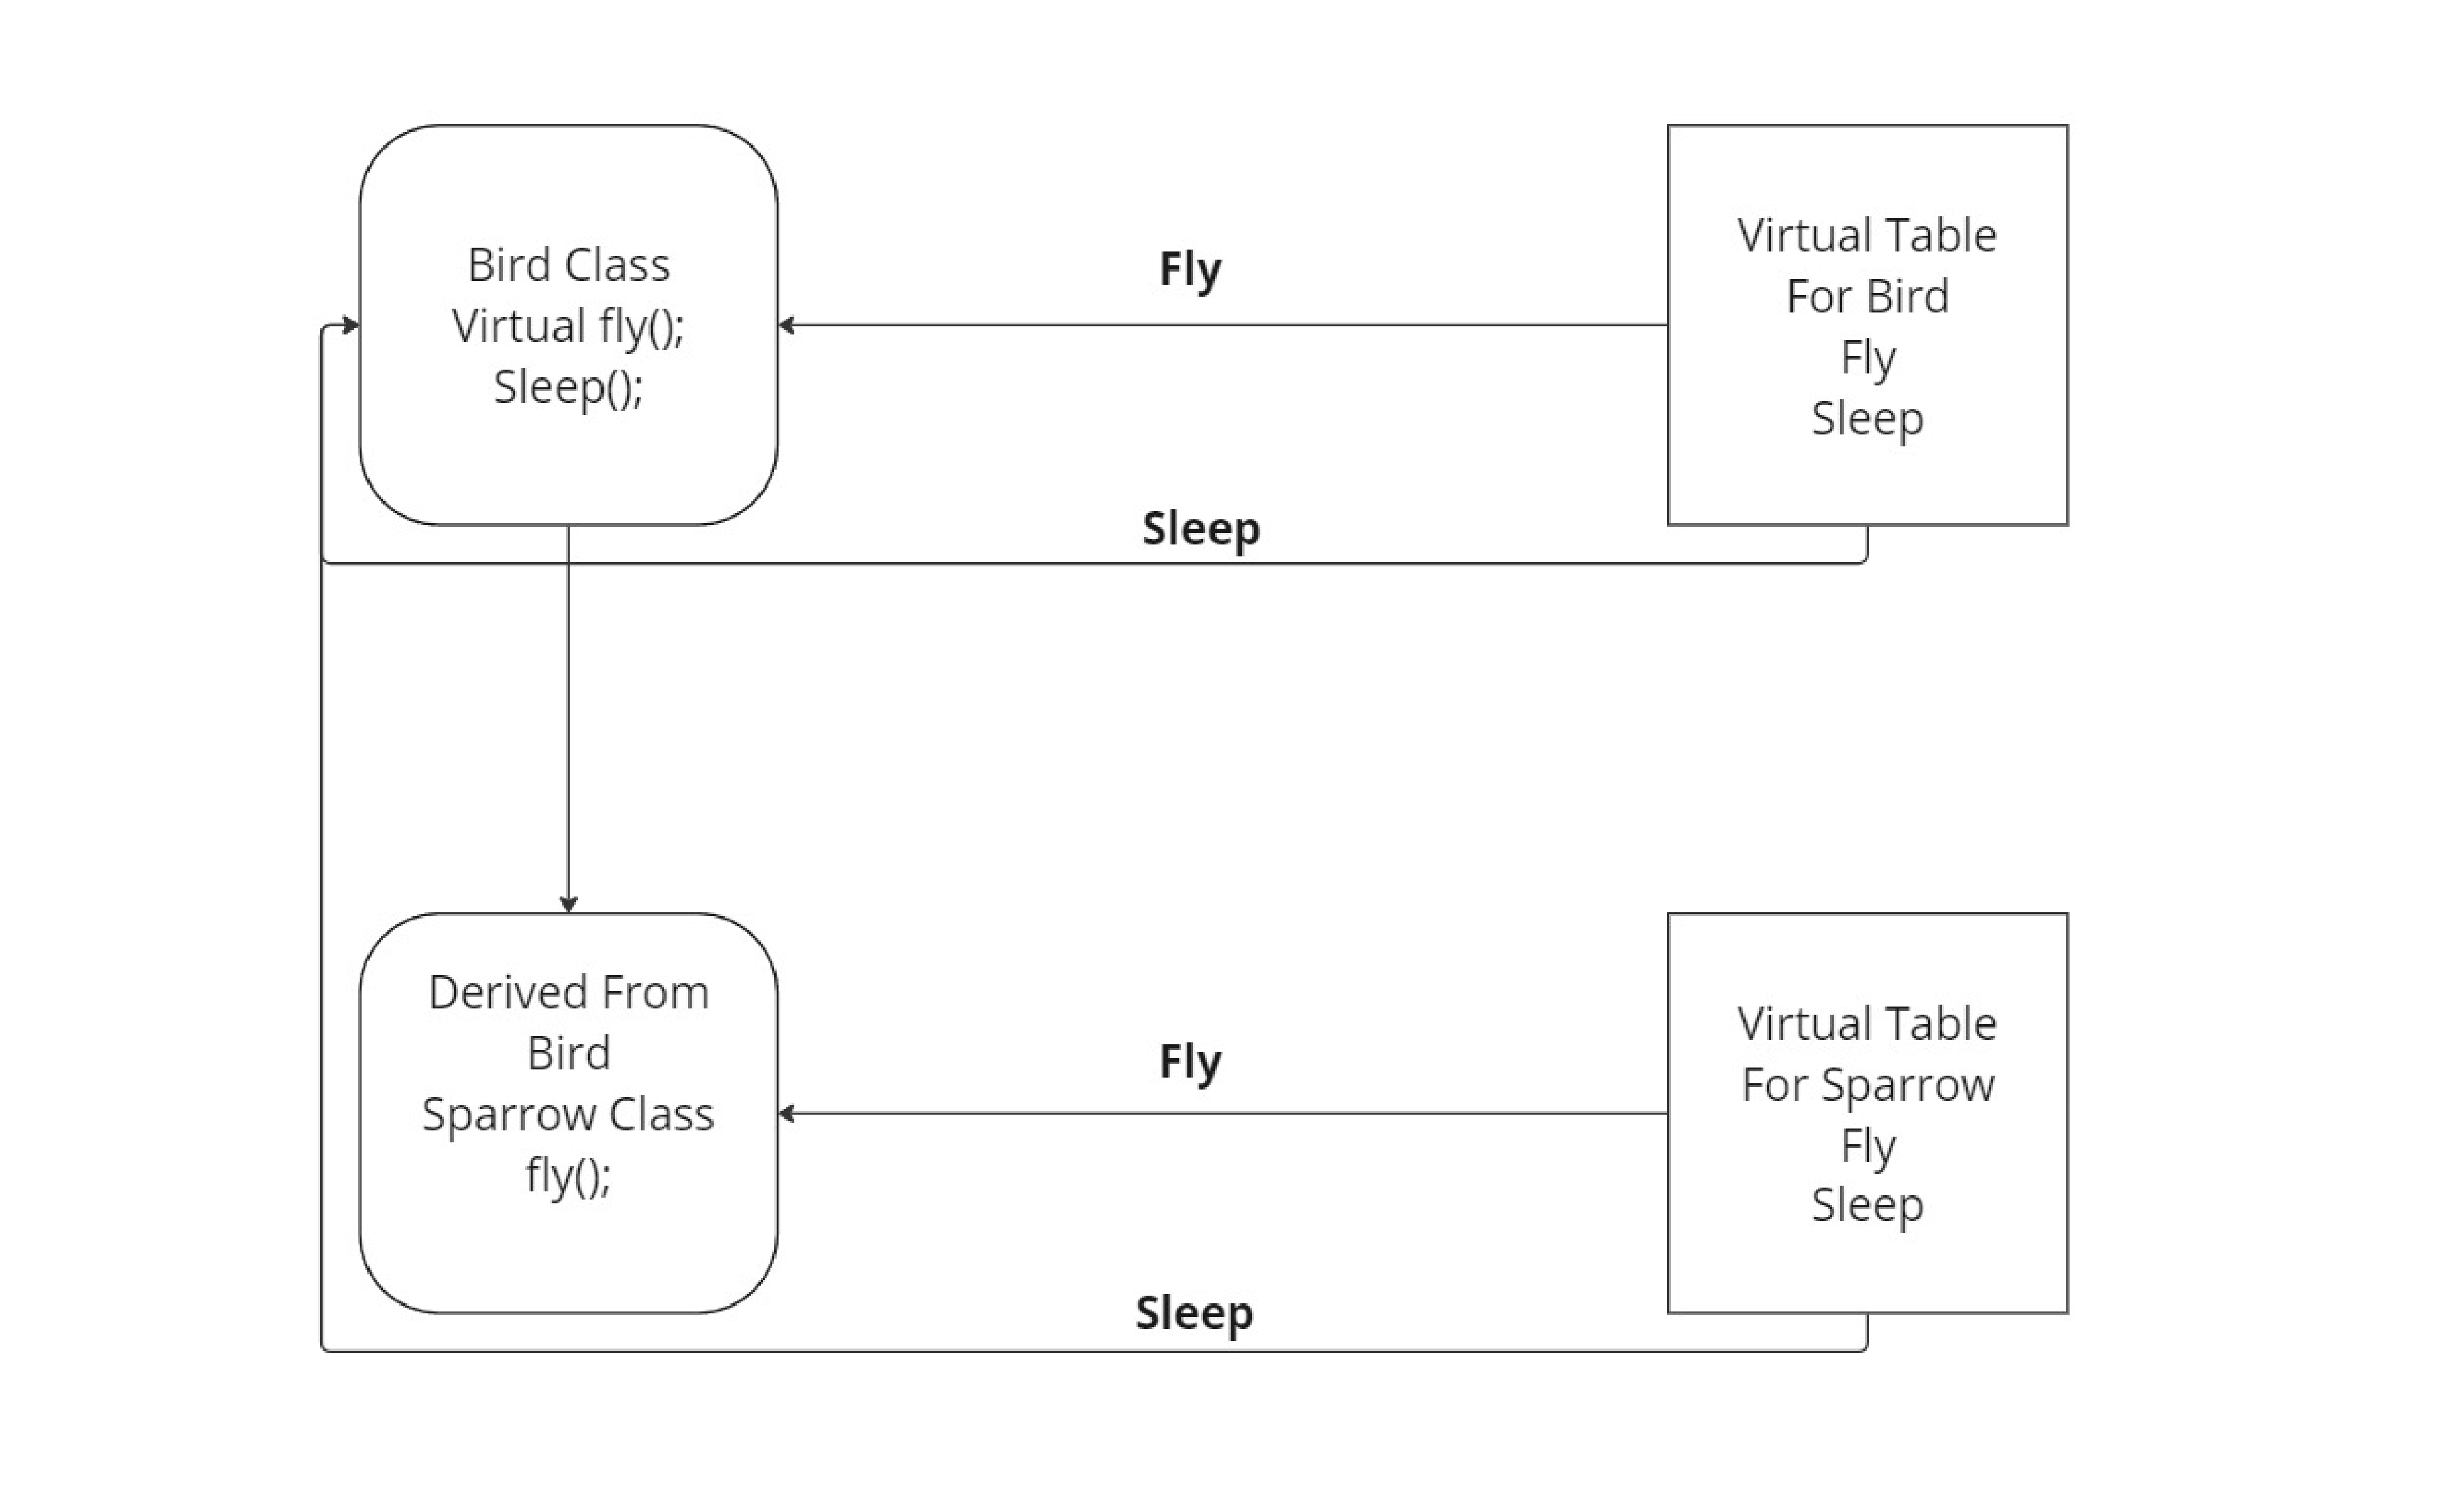 Bird Class
Virtual fly();
Sleep();
Fly
Virtual Table
For Bird
Fly
Sleep
Sleep
Derived From
Bird
Sparrow Class
fly();
Fly
Virtual Table
For Sparrow
Fly
Sleep
Sleep